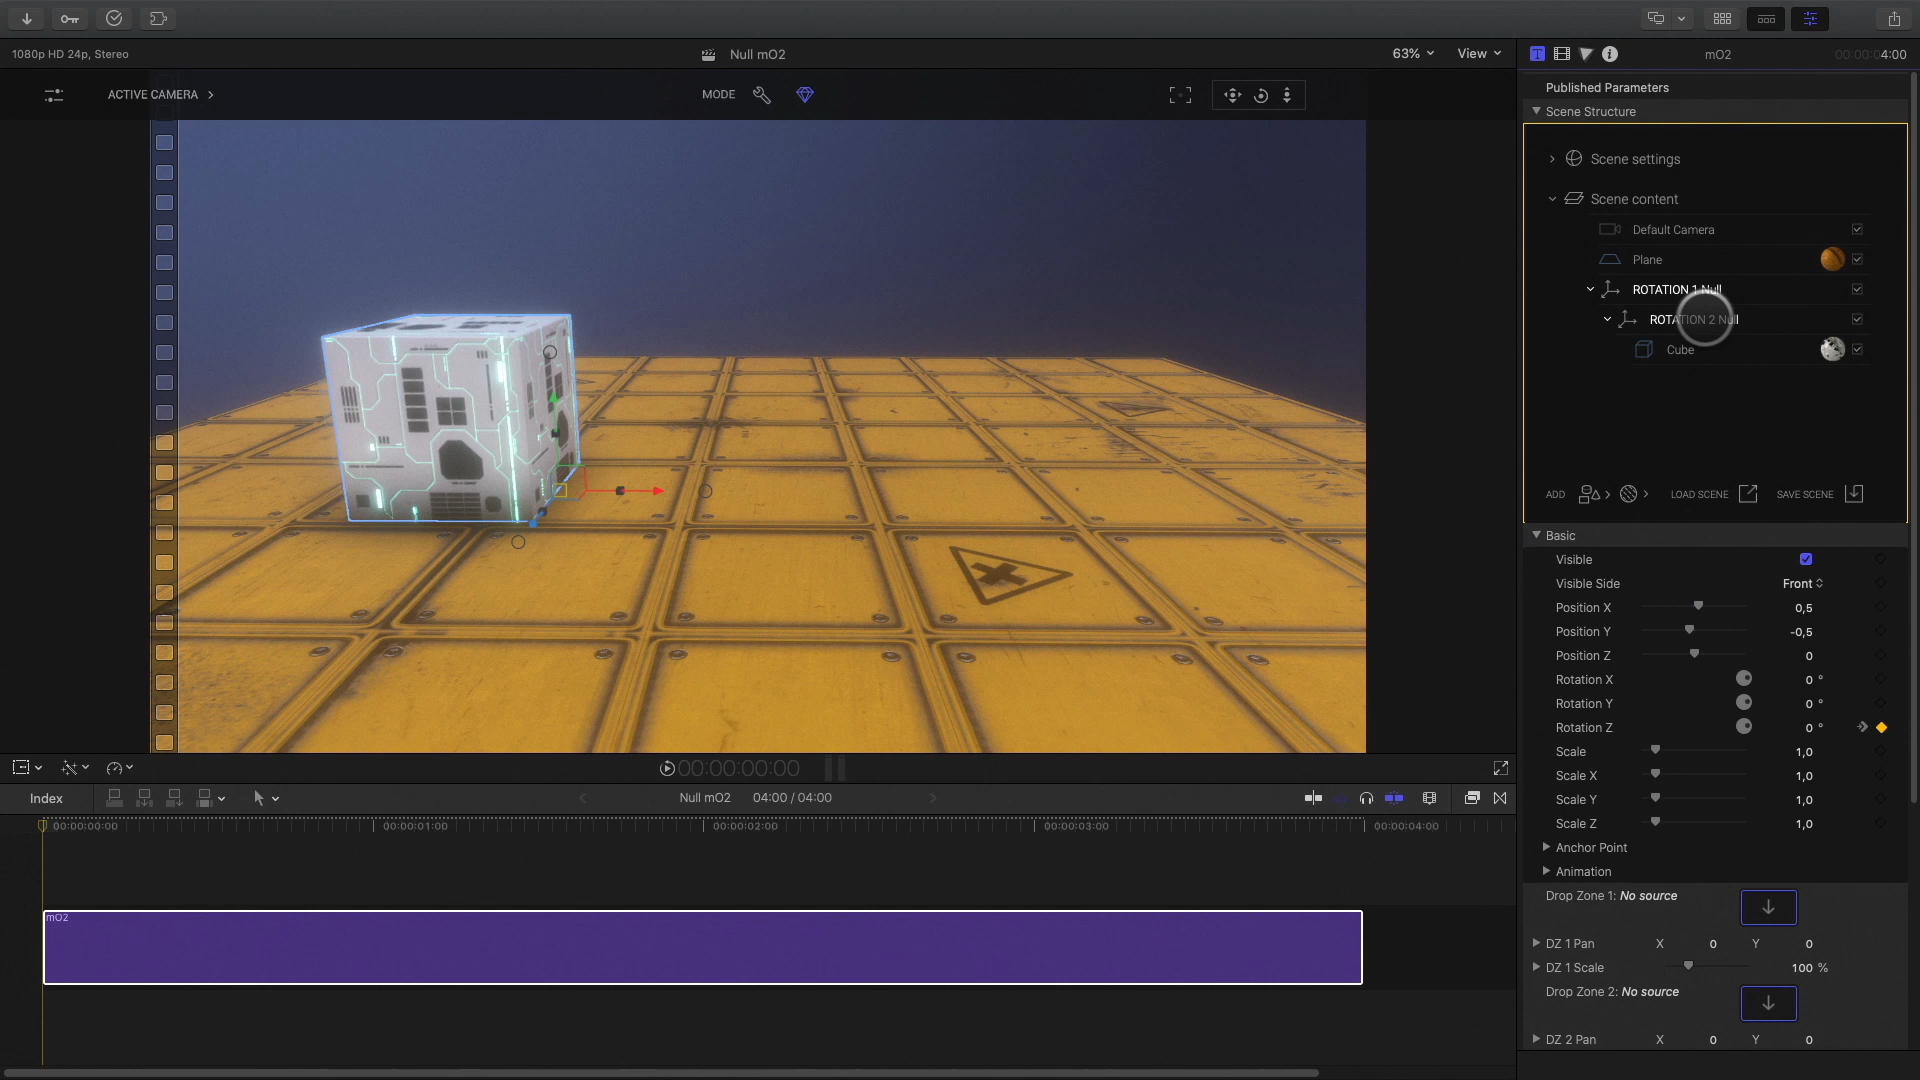 1080p HD 24p, Stereo
Null mO2
63%
View
mO2
00:00:04:00
ACTIVE CAMERA
MODE
Published Parameters
Scene Structure
Scene settings
Scene content
Default Camera
Plane
ROTATION 1 Null
ROTATION 2 Null
Cube
ADD
LOAD SCENE
SAVE SCENE
Basic
Visible
Visible Side
Front
Position X
0,5
Position Y
-0,5
Position Z
0
Rotation X
0 °
Rotation Y
0 °
Rotation Z
0 °
Scale
1,0
Scale X
1,0
Scale Y
1,0
Scale Z
1,0
Anchor Point
Animation
Drop Zone 1: No source
DZ 1 Pan X 0 Y 0
DZ 1 Scale 100 %
Drop Zone 2: No source
DZ 2 Pan X 0 Y 0
00:00:00:00
Index
Null mO2
04:00 / 04:00
00:00:00:00
00:00:01:00
00:00:02:00
00:00:03:00
00:00:04:00
mO2